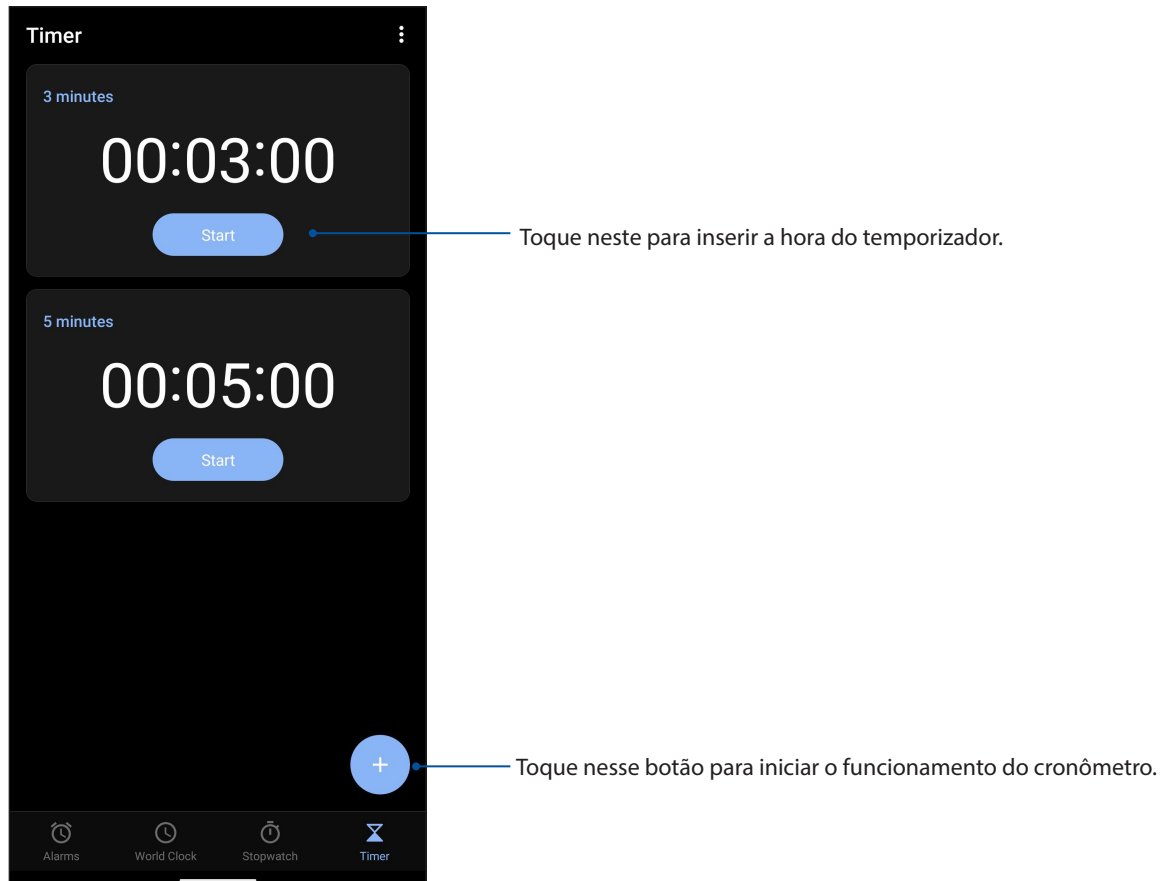 Timer
3 minutes
00:03:00
Start
Toque neste para inserir a hora do temporizador.
5 minutes
00:05:00
Start
+
Toque nesse botão para iniciar o funcionamento do cronômetro.
Alarms World Clock Stopwatch Timer